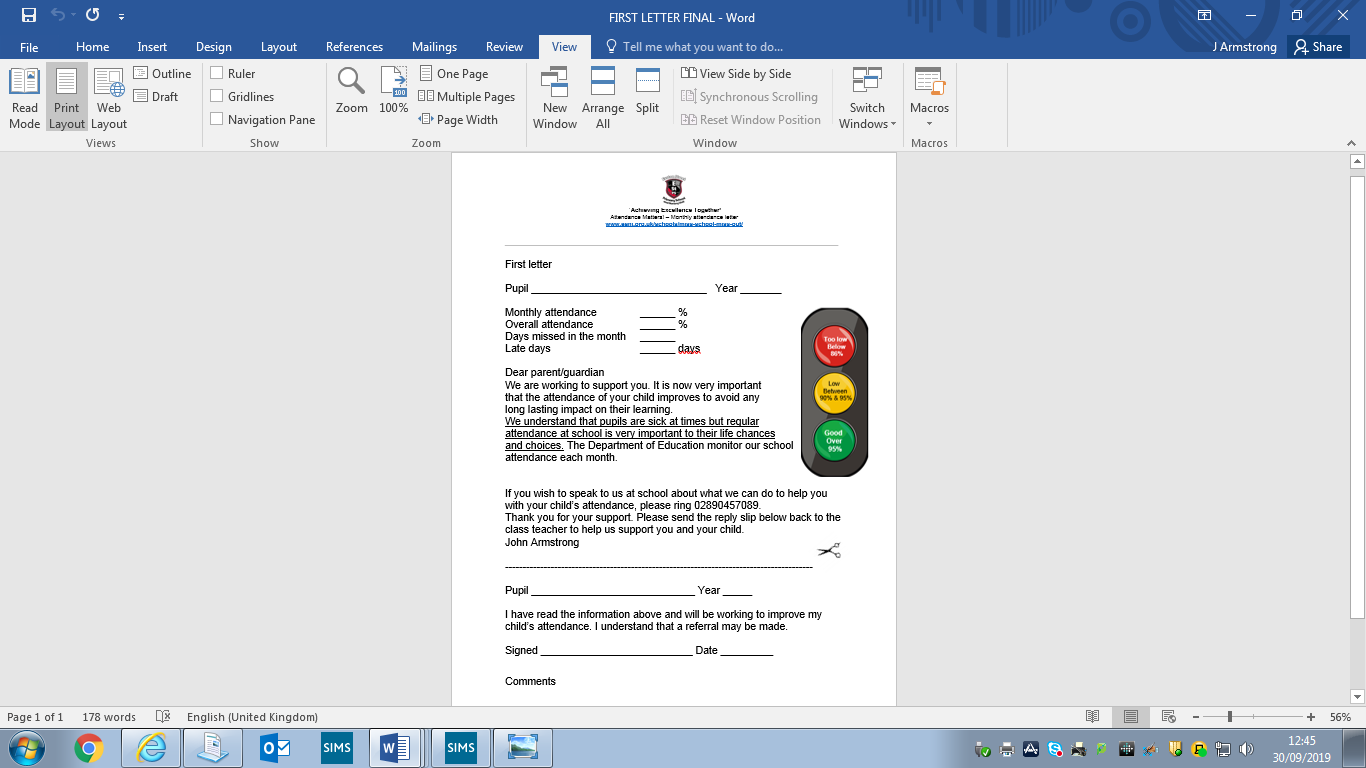 FIRST LETTER FINAL - Word
File Home Insert Design Layout References Mailings Review View Tell me what you want to do... J Armstrong Share
Read Mode
Print Layout
Web Layout
Outline
Draft
Views
Ruler
Gridlines
Navigation Pane
Show
Zoom
100
100%
One Page
Multiple Pages
Page Width
Zoom
New Window
Arrange All
Split
View Side by Side
Synchronous Scrolling
Reset Window Position
Window
Switch Windows
Macros
Macros
"Achieving Excellence Together"
Attendance Matters! – Monthly attendance letter
www.eani.org.uk/schools/miss-school-miss-out/
First letter
Pupil ______________________________ Year _______
Monthly attendance ______ %
Overall attendance ______ %
Days missed in the month ______
Late days ______ days
Too low
Below
86%
Low
Between
90% & 95%
Good
Over
95%
Dear parent/guardian
We are working to support you. It is now very important
that the attendance of your child improves to avoid any
long lasting impact on their learning.
We understand that pupils are sick at times but regular
attendance at school is very important to their life chances
and choices. The Department of Education monitor our school
attendance each month.
If you wish to speak to us at school about what we can do to help you
with your child's attendance, please ring 02890457089.
Thank you for your support. Please send the reply slip below back to the
class teacher to help us support you and your child.
John Armstrong
Pupil ____________________________ Year _____
I have read the information above and will be working to improve my
child's attendance. I understand that a referral may be made.
Signed __________________________ Date _________
Comments
Page 1 of 1 178 words English (United Kingdom) 56%
SIMS
SIMS
12:45
30/09/2019